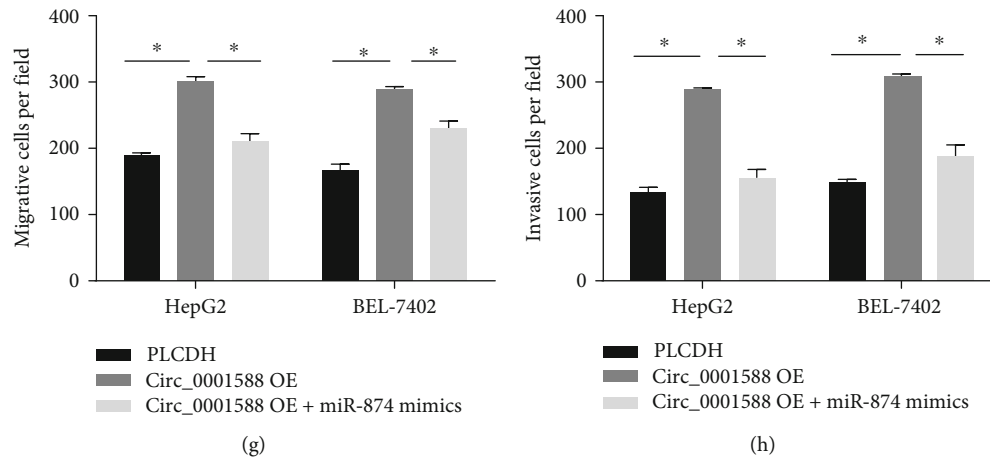 400
300
200
100
0
Migrative cells per field
*
*
*
*
HepG2
BEL-7402
PLCDH
Circ_0001588 OE
Circ_0001588 OE + miR-874 mimics
(g)
400
300
200
100
0
Invasive cells per field
*
*
*
*
HepG2
BEL-7402
PLCDH
Circ_0001588 OE
Circ_0001588 OE + miR-874 mimics
(h)